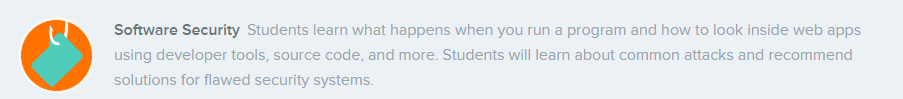 Software Security Students learn what happens when you run a program and how to look inside web apps
using developer tools, source code, and more. Students will learn about common attacks and recommend
solutions for flawed security systems.